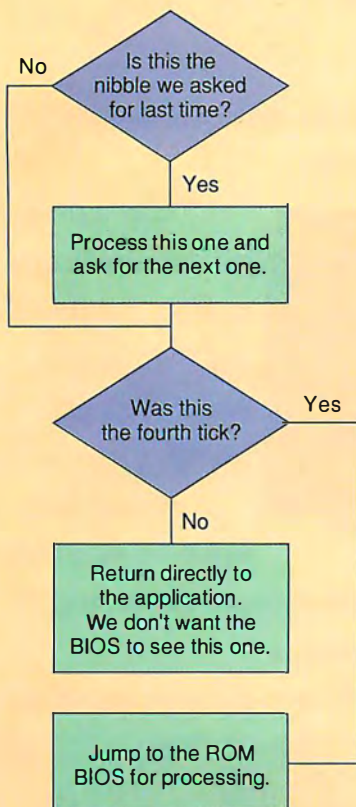 No
Is this the
nibble we asked
for last time?
Yes
Process this one and
ask for the next one.
Was this
the fourth tick?
Yes
No
Return directly to
the application.
We don't want the
BIOS to see this one.
Jump to the ROM
BIOS for processing.